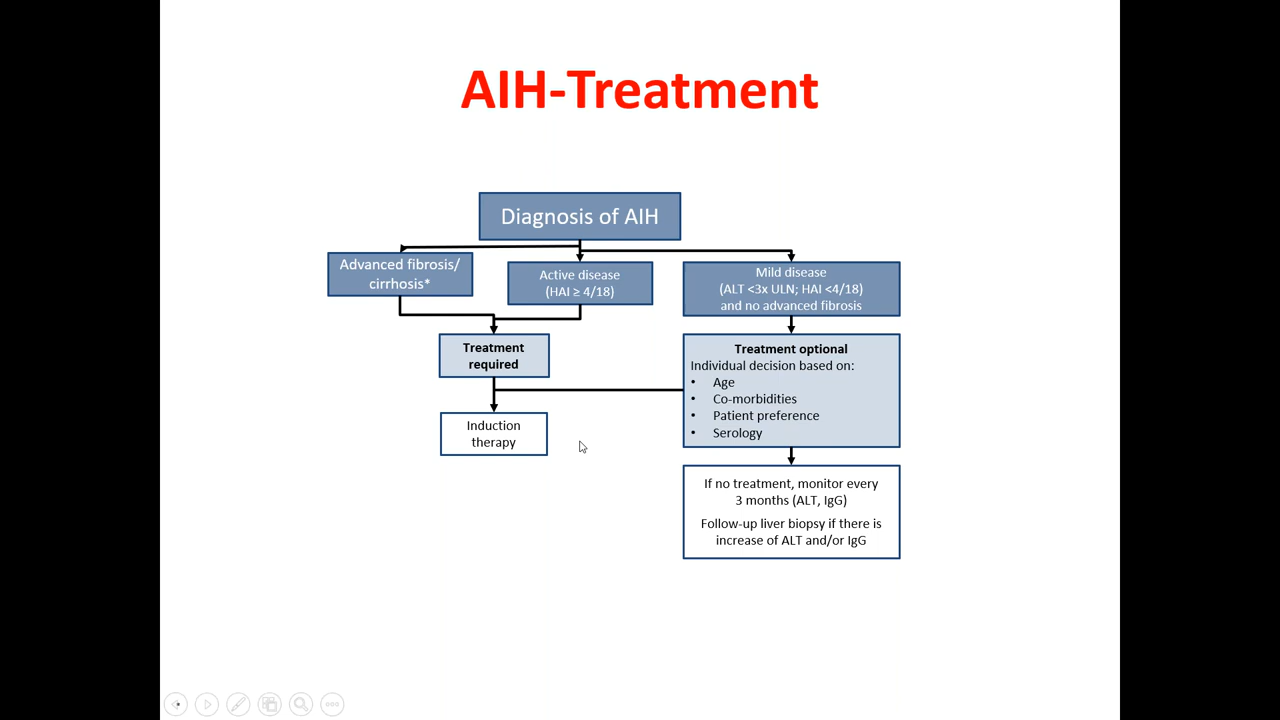 AIH-Treatment
Diagnosis of AIH
Advanced fibrosis/
cirrhosis*
Active disease
(HAI ≥ 4/18)
Mild disease
(ALT <3x ULN; HAI <4/18)
and no advanced fibrosis
Treatment
required
Treatment optional
Individual decision based on:
• Age
• Co-morbidities
• Patient preference
• Serology
Induction
therapy
If no treatment, monitor every
3 months (ALT, IgG)
Follow-up liver biopsy if there is
increase of ALT and/or IgG